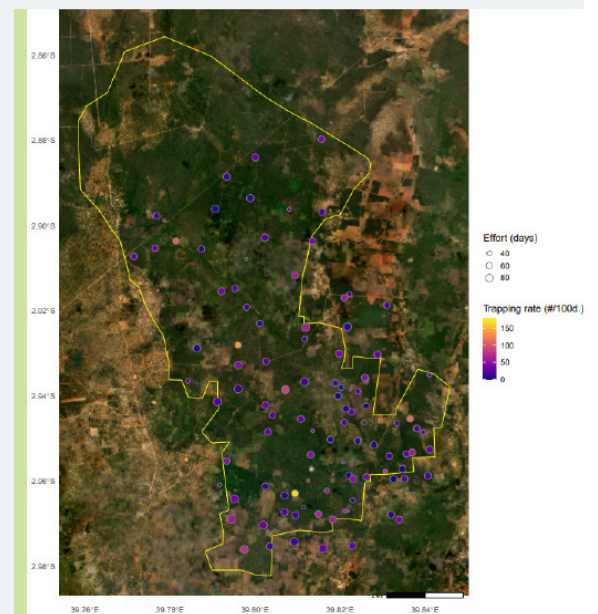 2.86°S
2.88°S
2.90°S
2.92°S
2.94°S
2.06°S
2.98°S
Effort (days)
40
60
80
Trapping rate (#/100d.)
150
100
50
0
39.76°E
39.78°E
39.80°E
39.82°E
39.84°E